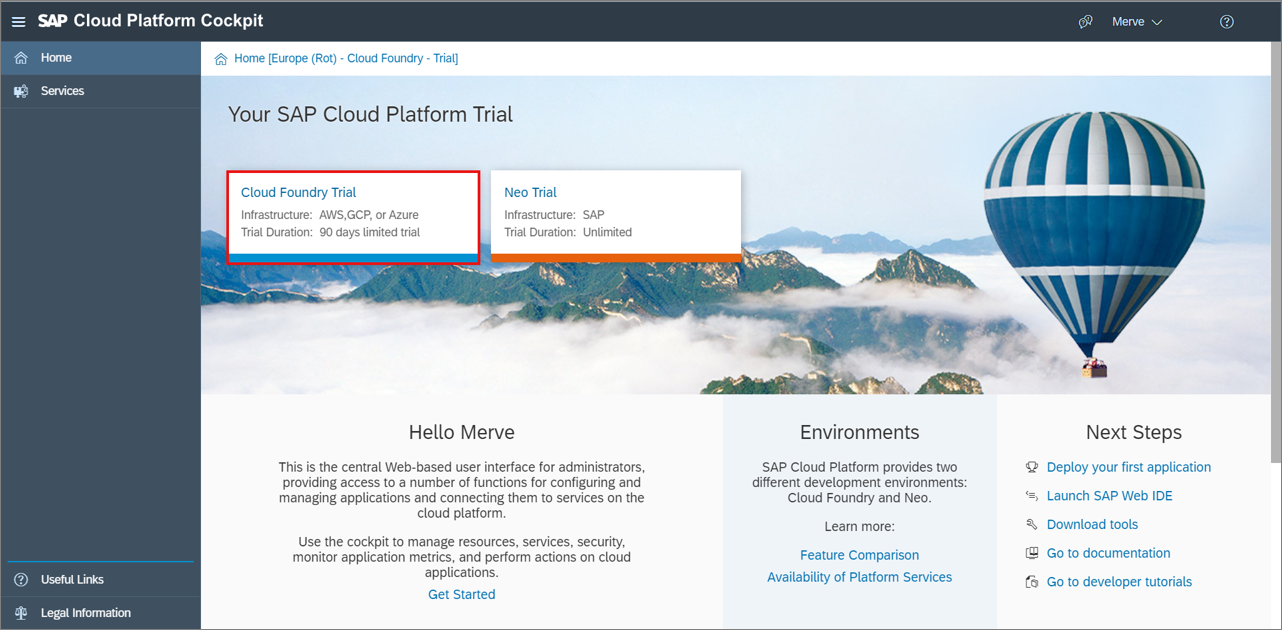 SAP Cloud Platform Cockpit
Merve
Home
Services
Useful Links
Legal Information
Home [Europe (Rot) - Cloud Foundry - Trial]
Your SAP Cloud Platform Trial
Cloud Foundry Trial
Infrastructure: AWS,GCP, or Azure
Trial Duration: 90 days limited trial
Neo Trial
Infrastructure: SAP
Trial Duration: Unlimited
Hello Merve
This is the central Web-based user interface for administrators,
providing access to a number of functions for configuring and
managing applications and connecting them to services on the
cloud platform.
Use the cockpit to manage resources, services, security,
monitor application metrics, and perform actions on cloud
applications.
Get Started
Environments
SAP Cloud Platform provides two
different development environments:
Cloud Foundry and Neo.
Learn more:
Feature Comparison
Availability of Platform Services
Next Steps
Deploy your first application
Launch SAP Web IDE
Download tools
Go to documentation
Go to developer tutorials